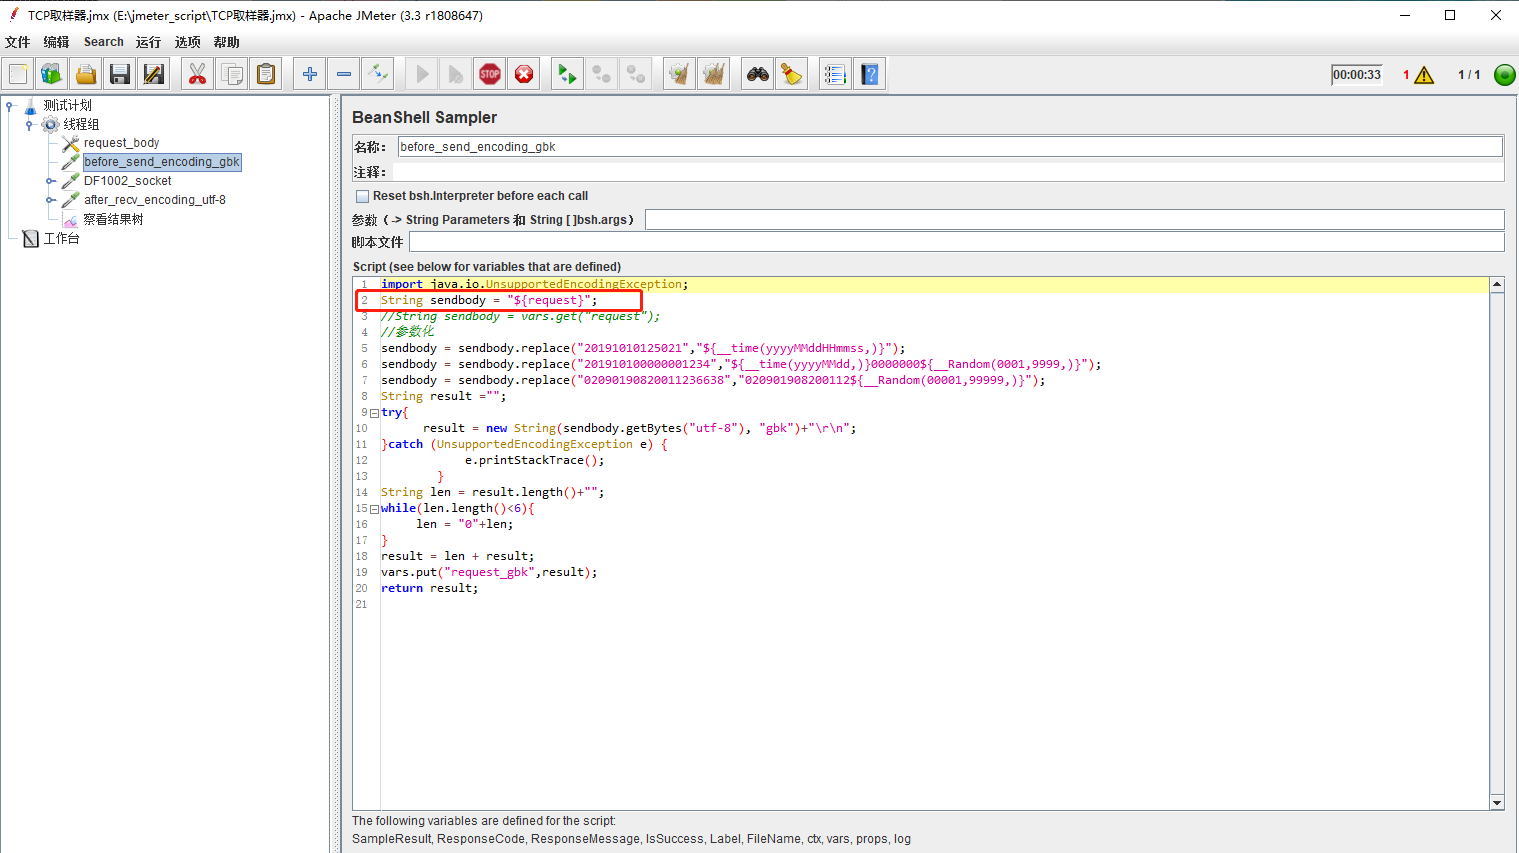 TCP取样器.jmx (E:\jmeter_script\TCP取样器.jmx) - Apache JMeter (3.3 r1808647)
文件 编辑 Search 运行 选项 帮助
STOP
00:00:33 1 1 / 1
测试计划
线程组
request_body
before_send_encoding_gbk
DF1002_socket
after_recv_encoding_utf-8
察看结果树
工作台
BeanShell Sampler
名称: before_send_encoding_gbk
注释:
Reset bsh.Interpreter before each call
参数（-> String Parameters 和 String [ ]bsh.args）
脚本文件
Script (see below for variables that are defined)
1 import java.io.UnsupportedEncodingException;
2 String sendbody = "${request}";
3 //String sendbody = vars.get("request");
4 //参数化
5 sendbody = sendbody.replace("20191010125021","${__time(yyyyMMddHHmmss,)}");
6 sendbody = sendbody.replace("201910100000001234","${__time(yyyyMMdd,)}0000000${__Random(0001,9999,)}");
7 sendbody = sendbody.replace("02090190820011236638","020901908200112${__Random(00001,99999,)}");
8 String result ="";
9 try{
10 result = new String(sendbody.getBytes("utf-8"), "gbk")+"\r\n";
11 }catch (UnsupportedEncodingException e) {
12 e.printStackTrace();
13 }
14 String len = result.length()+"";
15 while(len.length()<6){
16 len = "0"+len;
17 }
18 result = len + result;
19 vars.put("request_gbk",result);
20 return result;
21
The following variables are defined for the script:
SampleResult, ResponseCode, ResponseMessage, IsSuccess, Label, FileName, ctx, vars, props, log